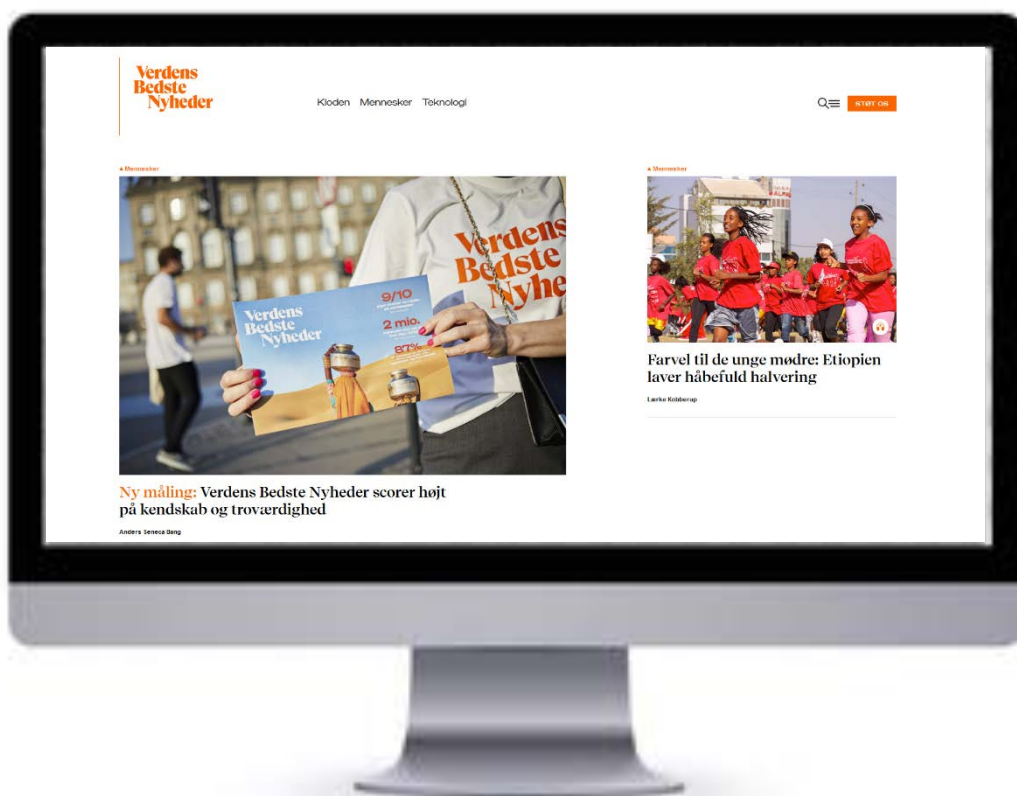 Verdens
Bedste
Nyheder
Kloden Mennesker Teknologi
STØT OS
Mennesker
Verdens
Bedste
Nyhe
Verdens
Bedste
Nyheder
9/10
2 mio.
87%
Ny måling: Verdens Bedste Nyheder scorer højt
på kendskab og troværdighed
Anders Seneca Bang
Mennesker
Farvel til de unge mødre: Etiopien
laver håbefuld halvering
Lærke Kobberup